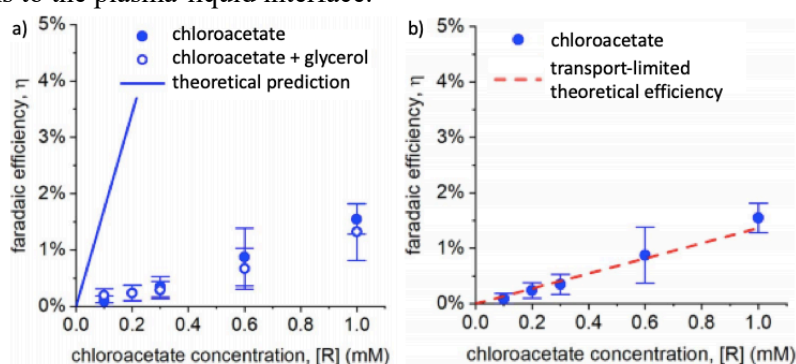 ns to the plasma-liquid interface.
a)
chloroacetate
chloroacetate + glycerol
theoretical prediction
faradaic efficiency, η
5%
4%
3%
2%
1%
0%
0.0 0.2 0.4 0.6 0.8 1.0
chloroacetate concentration, [R] (mM)
b)
chloroacetate
transport-limited
theoretical efficiency
faradaic efficiency, η
5%
4%
3%
2%
1%
0%
0.0 0.2 0.4 0.6 0.8 1.0
chloroacetate concentration, [R] (mM)